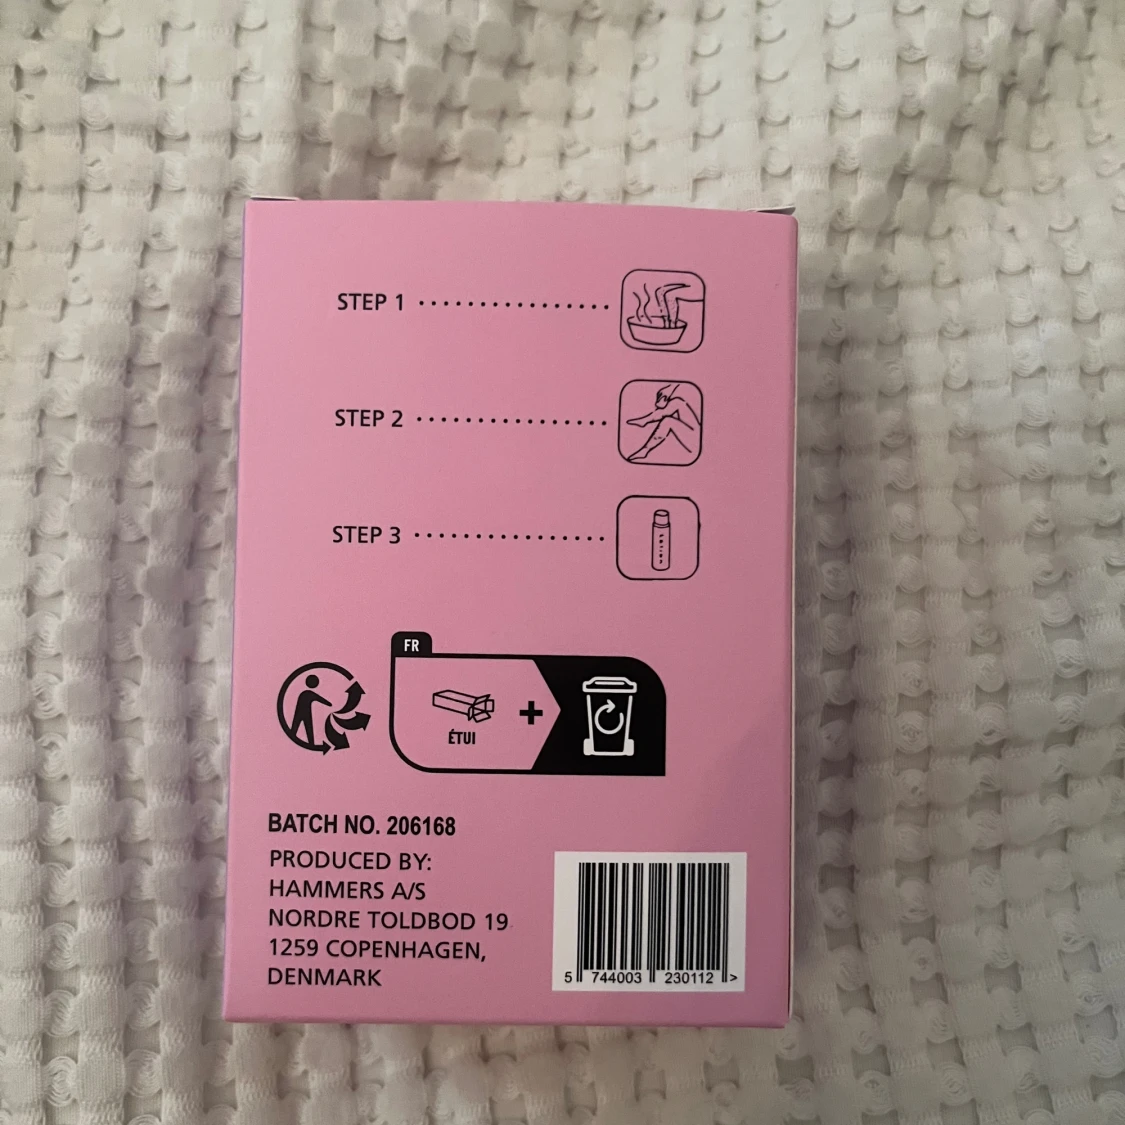 STEP 1 ................
STEP 2 ................
STEP 3 ................
FR
ÉTUI
+
BATCH NO. 206168
PRODUCED BY:
HAMMERS A/S
NORDRE TOLDBOD 19
1259 COPENHAGEN,
DENMARK
5 744003 230112 >